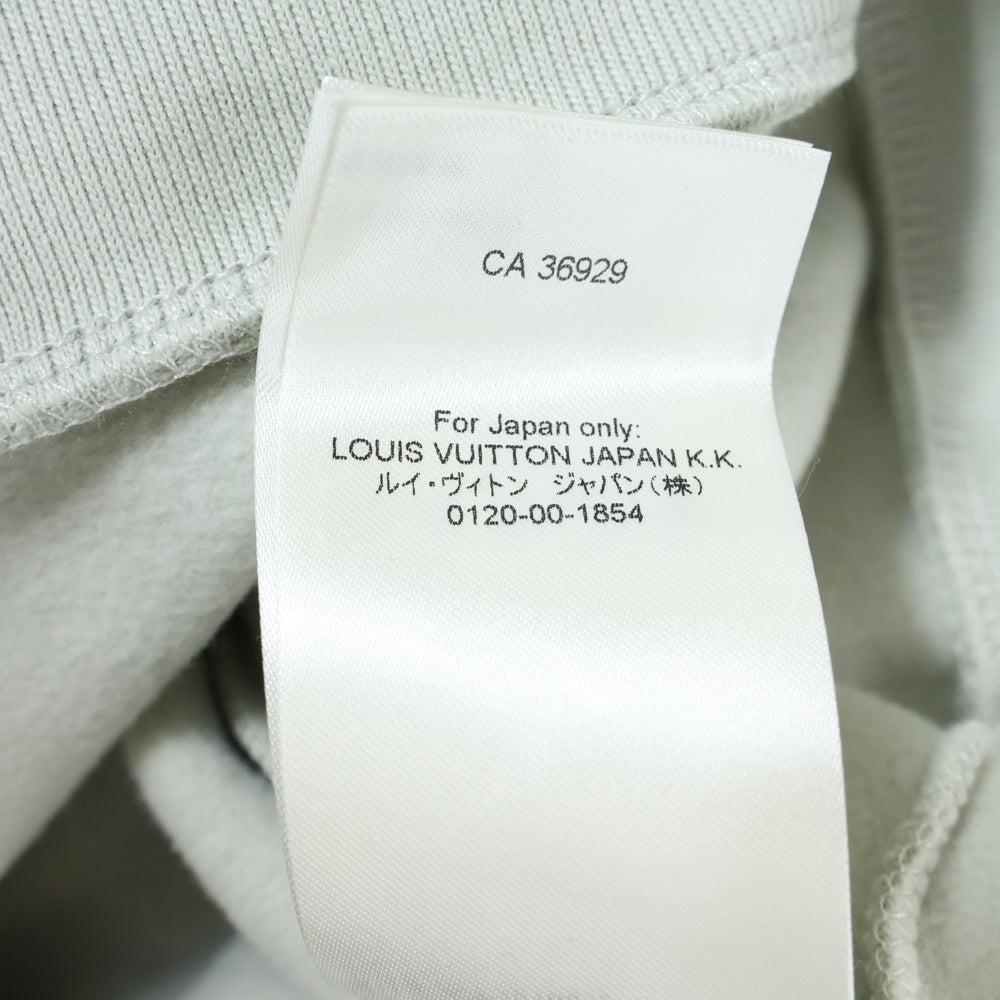 CA 36929
For Japan only:
LOUIS VUITTON JAPAN K.K.
ルイ・ヴィトン　ジャパン(株)
0120-00-1854